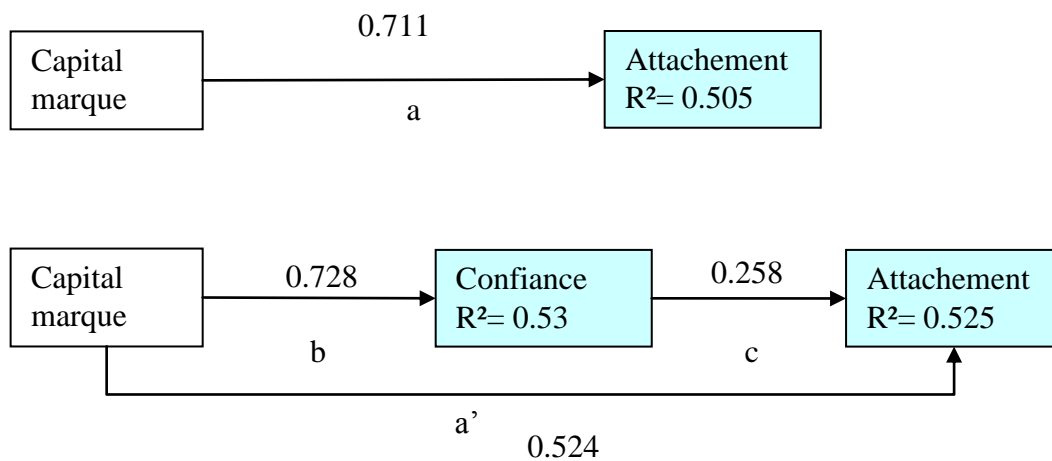 0.711
Capital
marque
Attachement
R²= 0.505
a
Capital
marque
0.728
Confiance
R²= 0.53
0.258
Attachement
R²= 0.525
b
c
a’
0.524